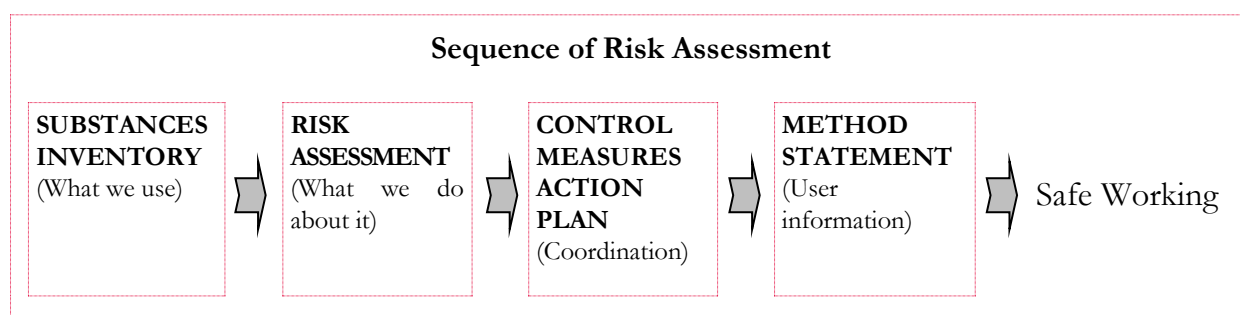 Sequence of Risk Assessment
SUBSTANCES
INVENTORY
(What we use)
RISK
ASSESSMENT
(What we do
about it)
CONTROL
MEASURES
ACTION
PLAN
(Coordination)
METHOD
STATEMENT
(User
information)
Safe Working